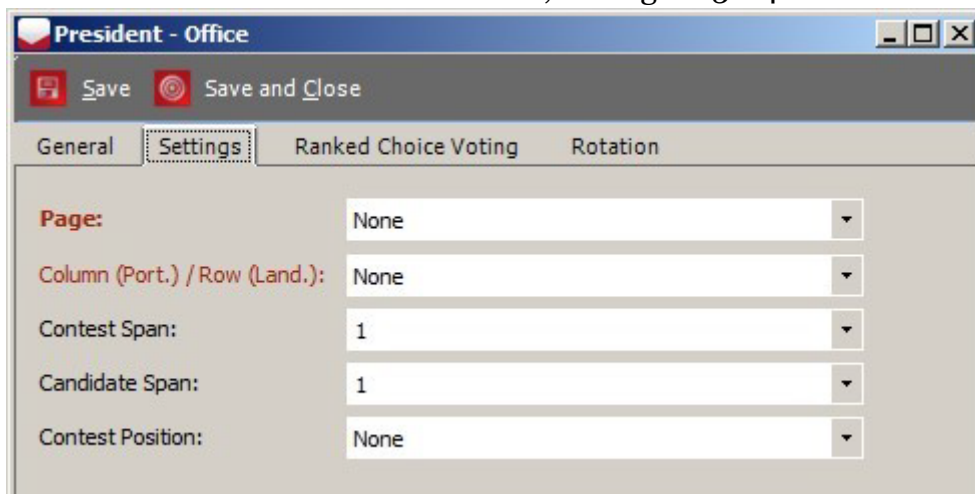 President - Office
Save Save and Close
General Settings Ranked Choice Voting Rotation
Page: None
Column (Port.) / Row (Land.): None
Contest Span: 1
Candidate Span: 1
Contest Position: None